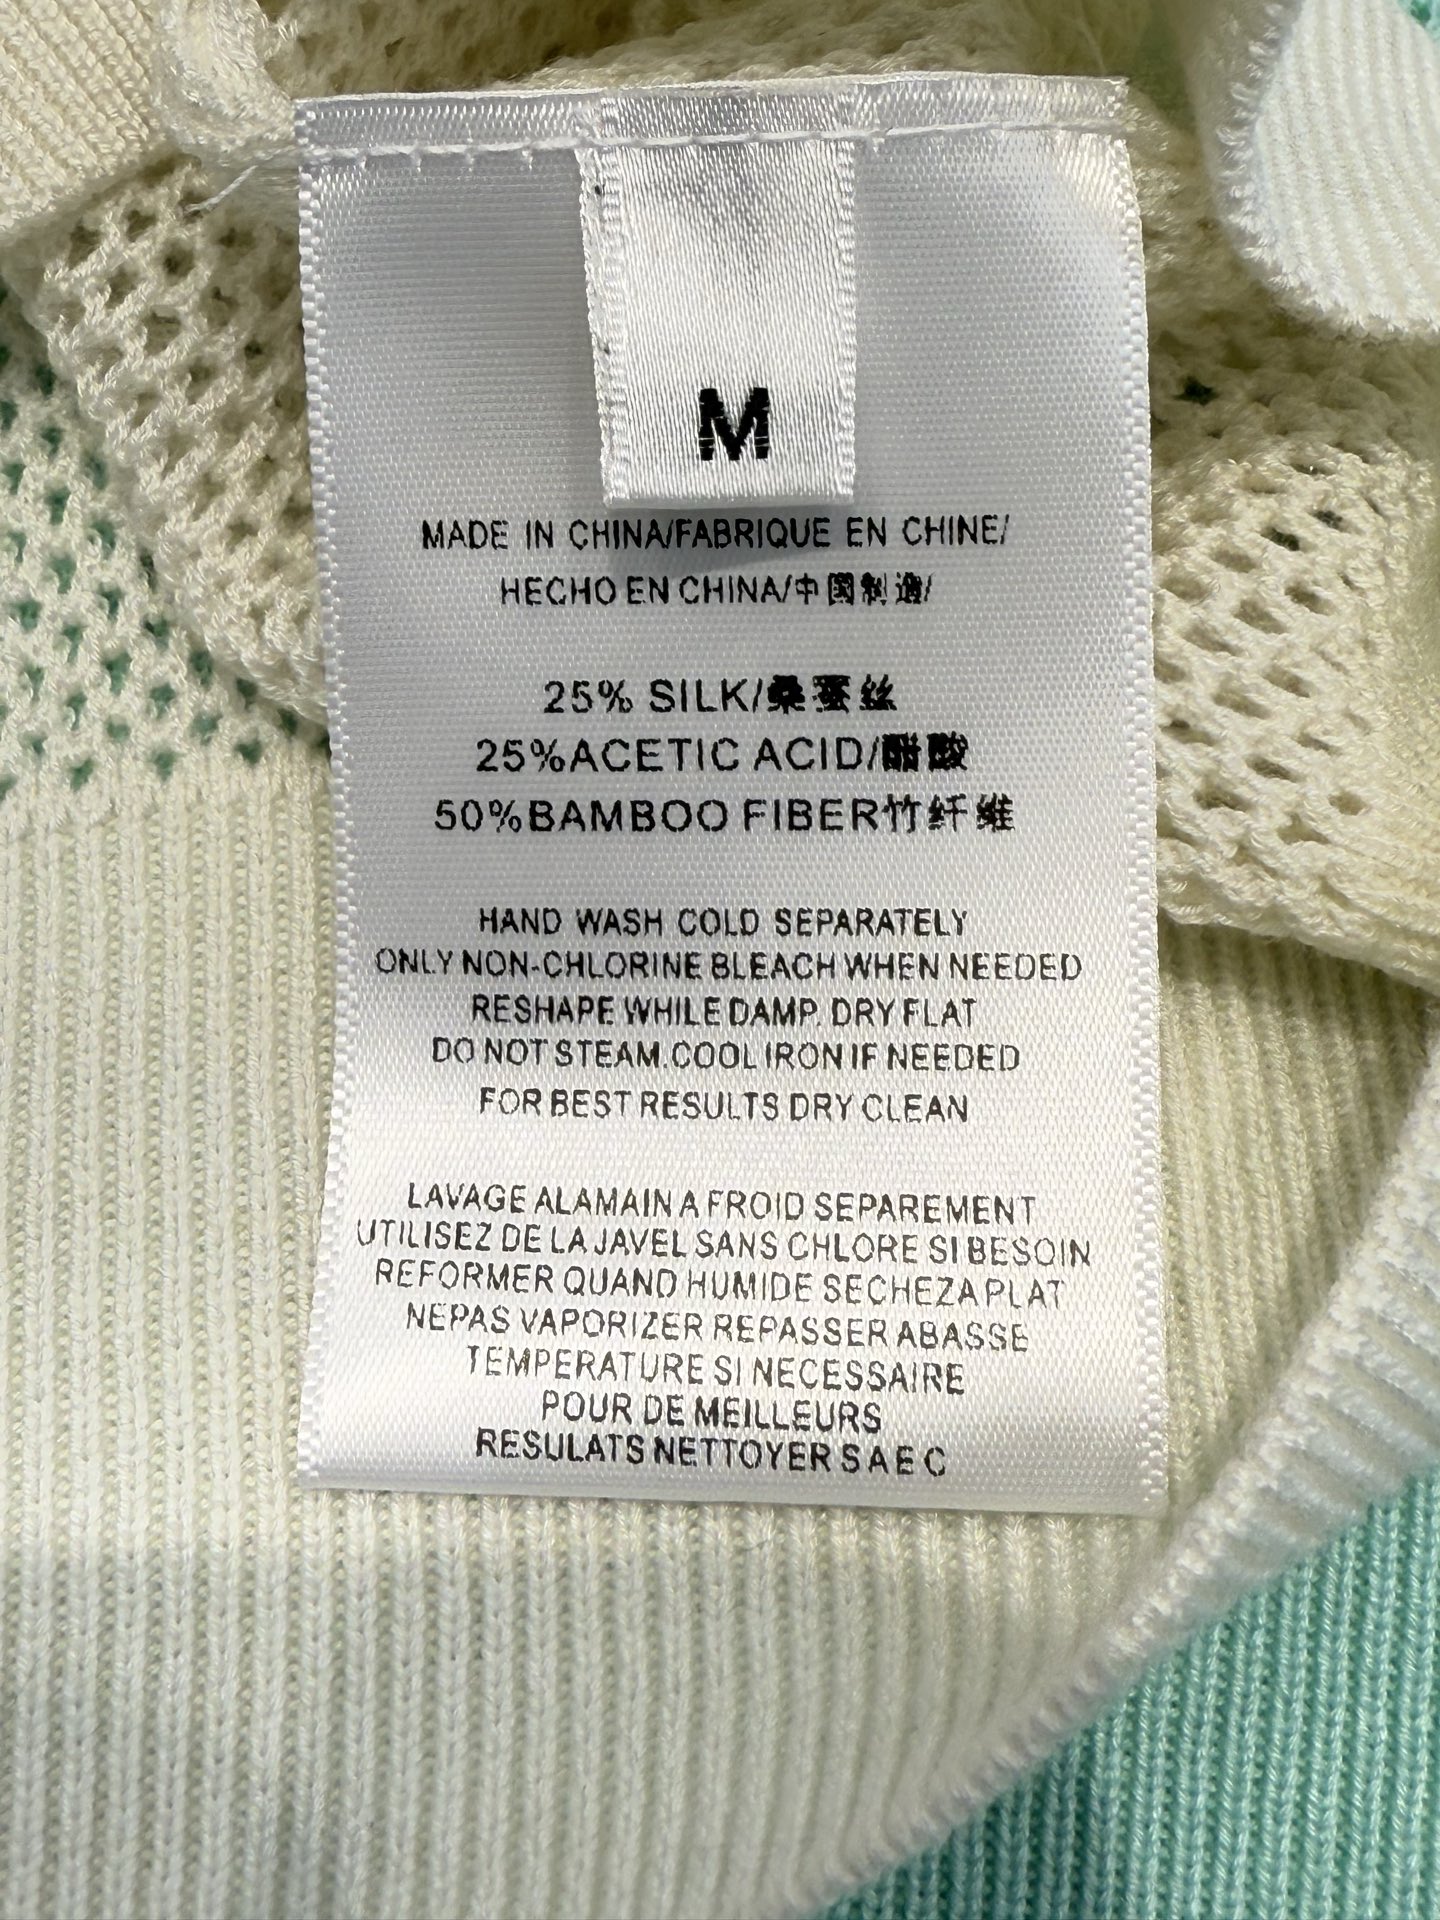 M
MADE IN CHINA/FABRIQUE EN CHINE/
HECHO EN CHINA/中国制造/
25% SILK/桑蚕丝
25%ACETIC ACID/醋酸
50%BAMBOO FIBER竹纤维
HAND WASH COLD SEPARATELY
ONLY NON-CHLORINE BLEACH WHEN NEEDED
RESHAPE WHILE DAMP. DRY FLAT
DO NOT STEAM.COOL IRON IF NEEDED
FOR BEST RESULTS DRY CLEAN
LAVAGE ALAMAIN A FROID SEPAREMENT
UTILISEZ DE LA JAVEL SANS CHLORE SI BESOIN
REFORMER QUAND HUMIDE SECHEZA PLAT
NEPAS VAPORIZER REPASSER ABASSE
TEMPERATURE SI NECESSAIRE
POUR DE MEILLEURS
RESULATS NETTOYER S A E C